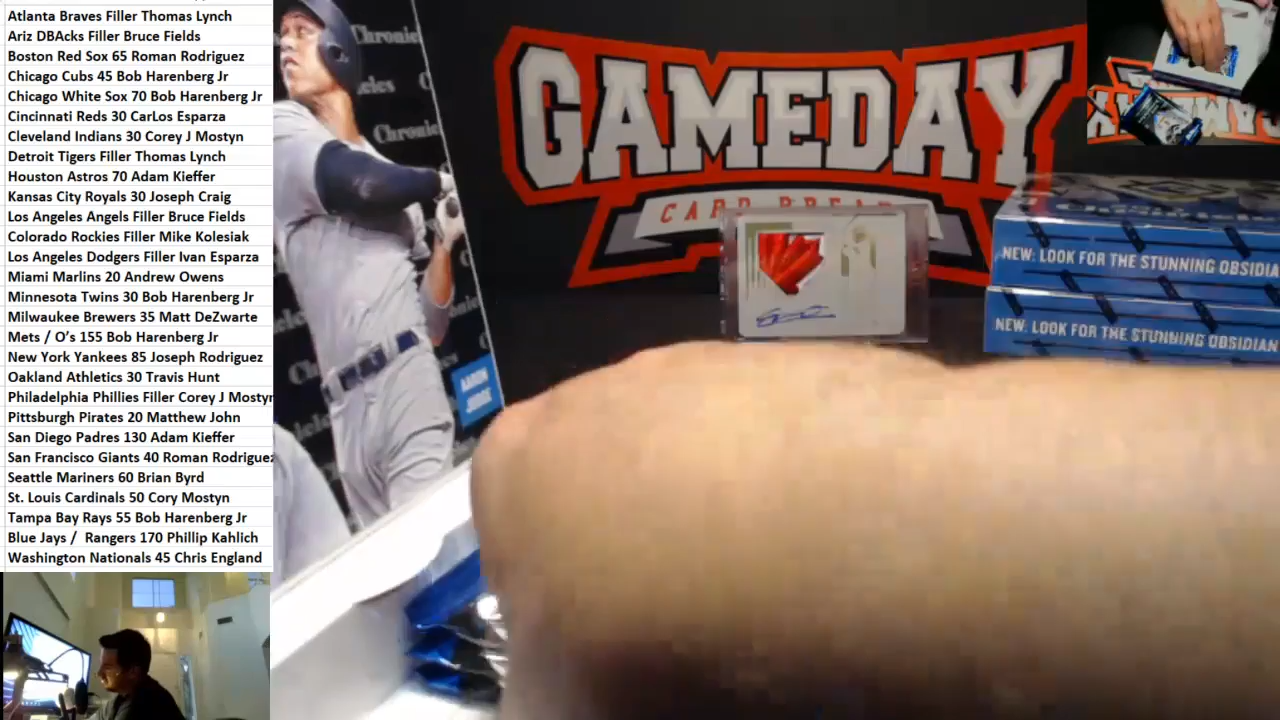 Atlanta Braves Filler Thomas Lynch
Ariz DBAcks Filler Bruce Fields
Boston Red Sox 65 Roman Rodriguez
Chicago Cubs 45 Bob Harenberg Jr
Chicago White Sox 70 Bob Harenberg Jr
Cincinnati Reds 30 CarLos Esparza
Cleveland Indians 30 Corey J Mostyn
Detroit Tigers Filler Thomas Lynch
Houston Astros 70 Adam Kieffer
Kansas City Royals 30 Joseph Craig
Los Angeles Angels Filler Bruce Fields
Colorado Rockies Filler Mike Kolesiak
Los Angeles Dodgers Filler Ivan Esparza
Miami Marlins 20 Andrew Owens
Minnesota Twins 30 Bob Harenberg Jr
Milwaukee Brewers 35 Matt DeZwarte
Mets / O's 155 Bob Harenberg Jr
New York Yankees 85 Joseph Rodriguez
Oakland Athletics 30 Travis Hunt
Philadelphia Phillies Filler Corey J Mostyn
Pittsburgh Pirates 20 Matthew John
San Diego Padres 130 Adam Kieffer
San Francisco Giants 40 Roman Rodriguez
Seattle Mariners 60 Brian Byrd
St. Louis Cardinals 50 Cory Mostyn
Tampa Bay Rays 55 Bob Harenberg Jr
Blue Jays / Rangers 170 Phillip Kahlich
Washington Nationals 45 Chris England
Chronicles
AARON
JUDGE
GAMEDAY
CARD BREA
NEW: LOOK FOR THE STUNNING OBSIDIA
NEW: LOOK FOR THE STUNNING OBSIDIAN